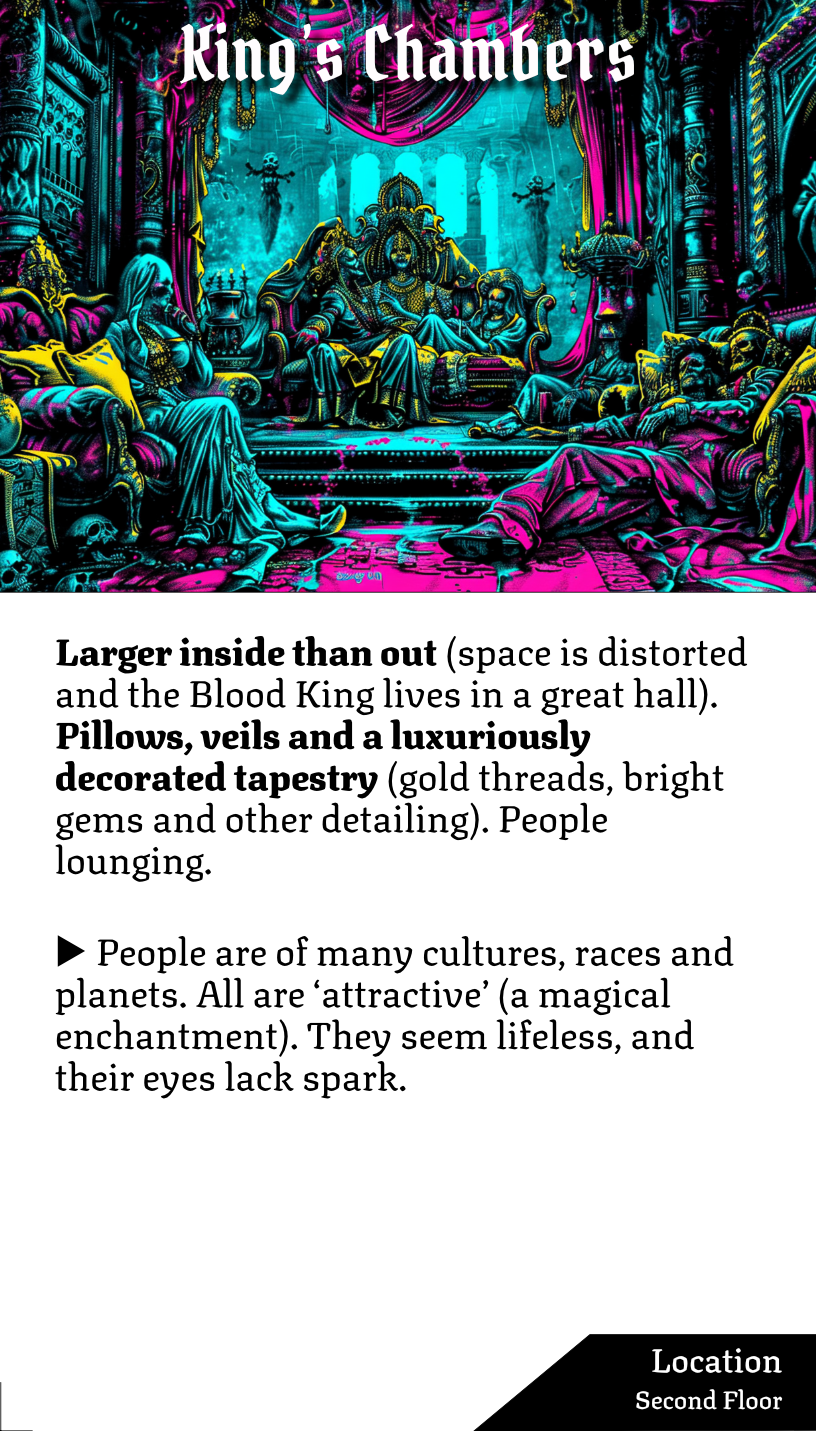 King's Chambers
Larger inside than out (space is distorted
and the Blood King lives in a great hall).
Pillows, veils and a luxuriously
decorated tapestry (gold threads, bright
gems and other detailing). People
lounging.
▶ People are of many cultures, races and
planets. All are ‘attractive’ (a magical
enchantment). They seem lifeless, and
their eyes lack spark.
Location
Second Floor